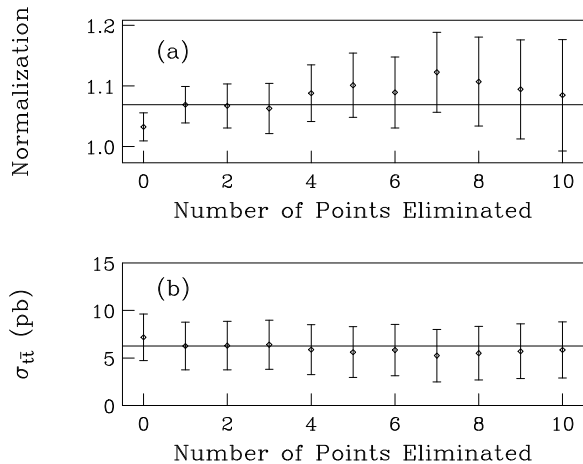 Normalization
1.2
1.1
1.0
(a)
0 2 4 6 8 10
Number of Points Eliminated
σtt̄ (pb)
15
10
5
0
(b)
0 2 4 6 8 10
Number of Points Eliminated